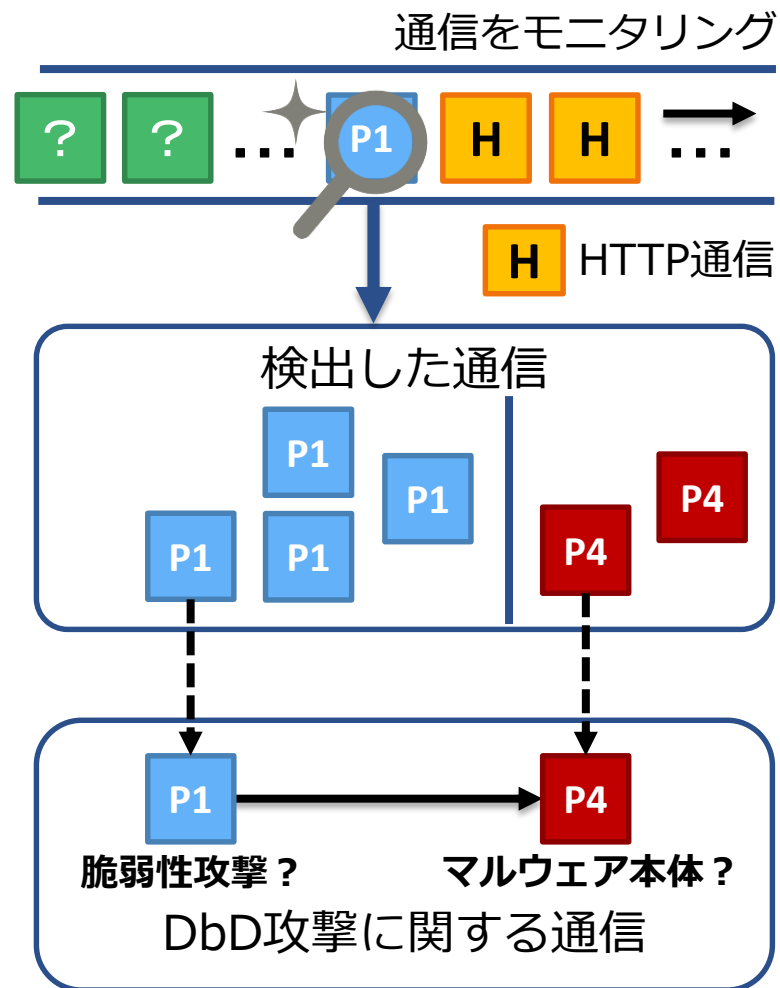 通信をモニタリング
? ? ... P1 H H ...
H HTTP通信
検出した通信
P1
P1
P4
P1
P1
P4
P1
P4
脆弱性攻撃？
マルウェア本体？
DbD攻撃に関する通信